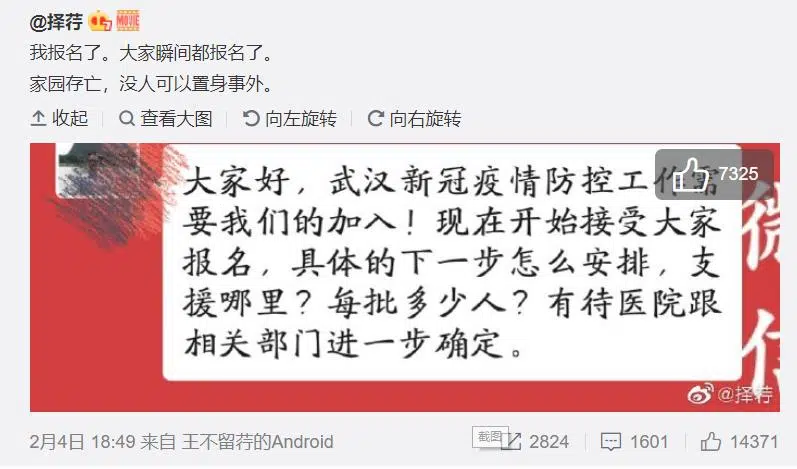 @择荐 MOVIE
我报名了。大家瞬间都报名了。
家园存亡，没人可以置身事外。
收起 查看大图 向左旋转 向右旋转
7325
大家好，武汉新冠疫情防控工作需
要我们的加入！现在开始接受大家
报名，具体的下一步怎么安排，支
援哪里？每批多少人？有待医院跟
相关部门进一步确定。
微
信
@择荐
2月4日 18:49 来自 王不留荐的Android
截图 2824 1601 14371